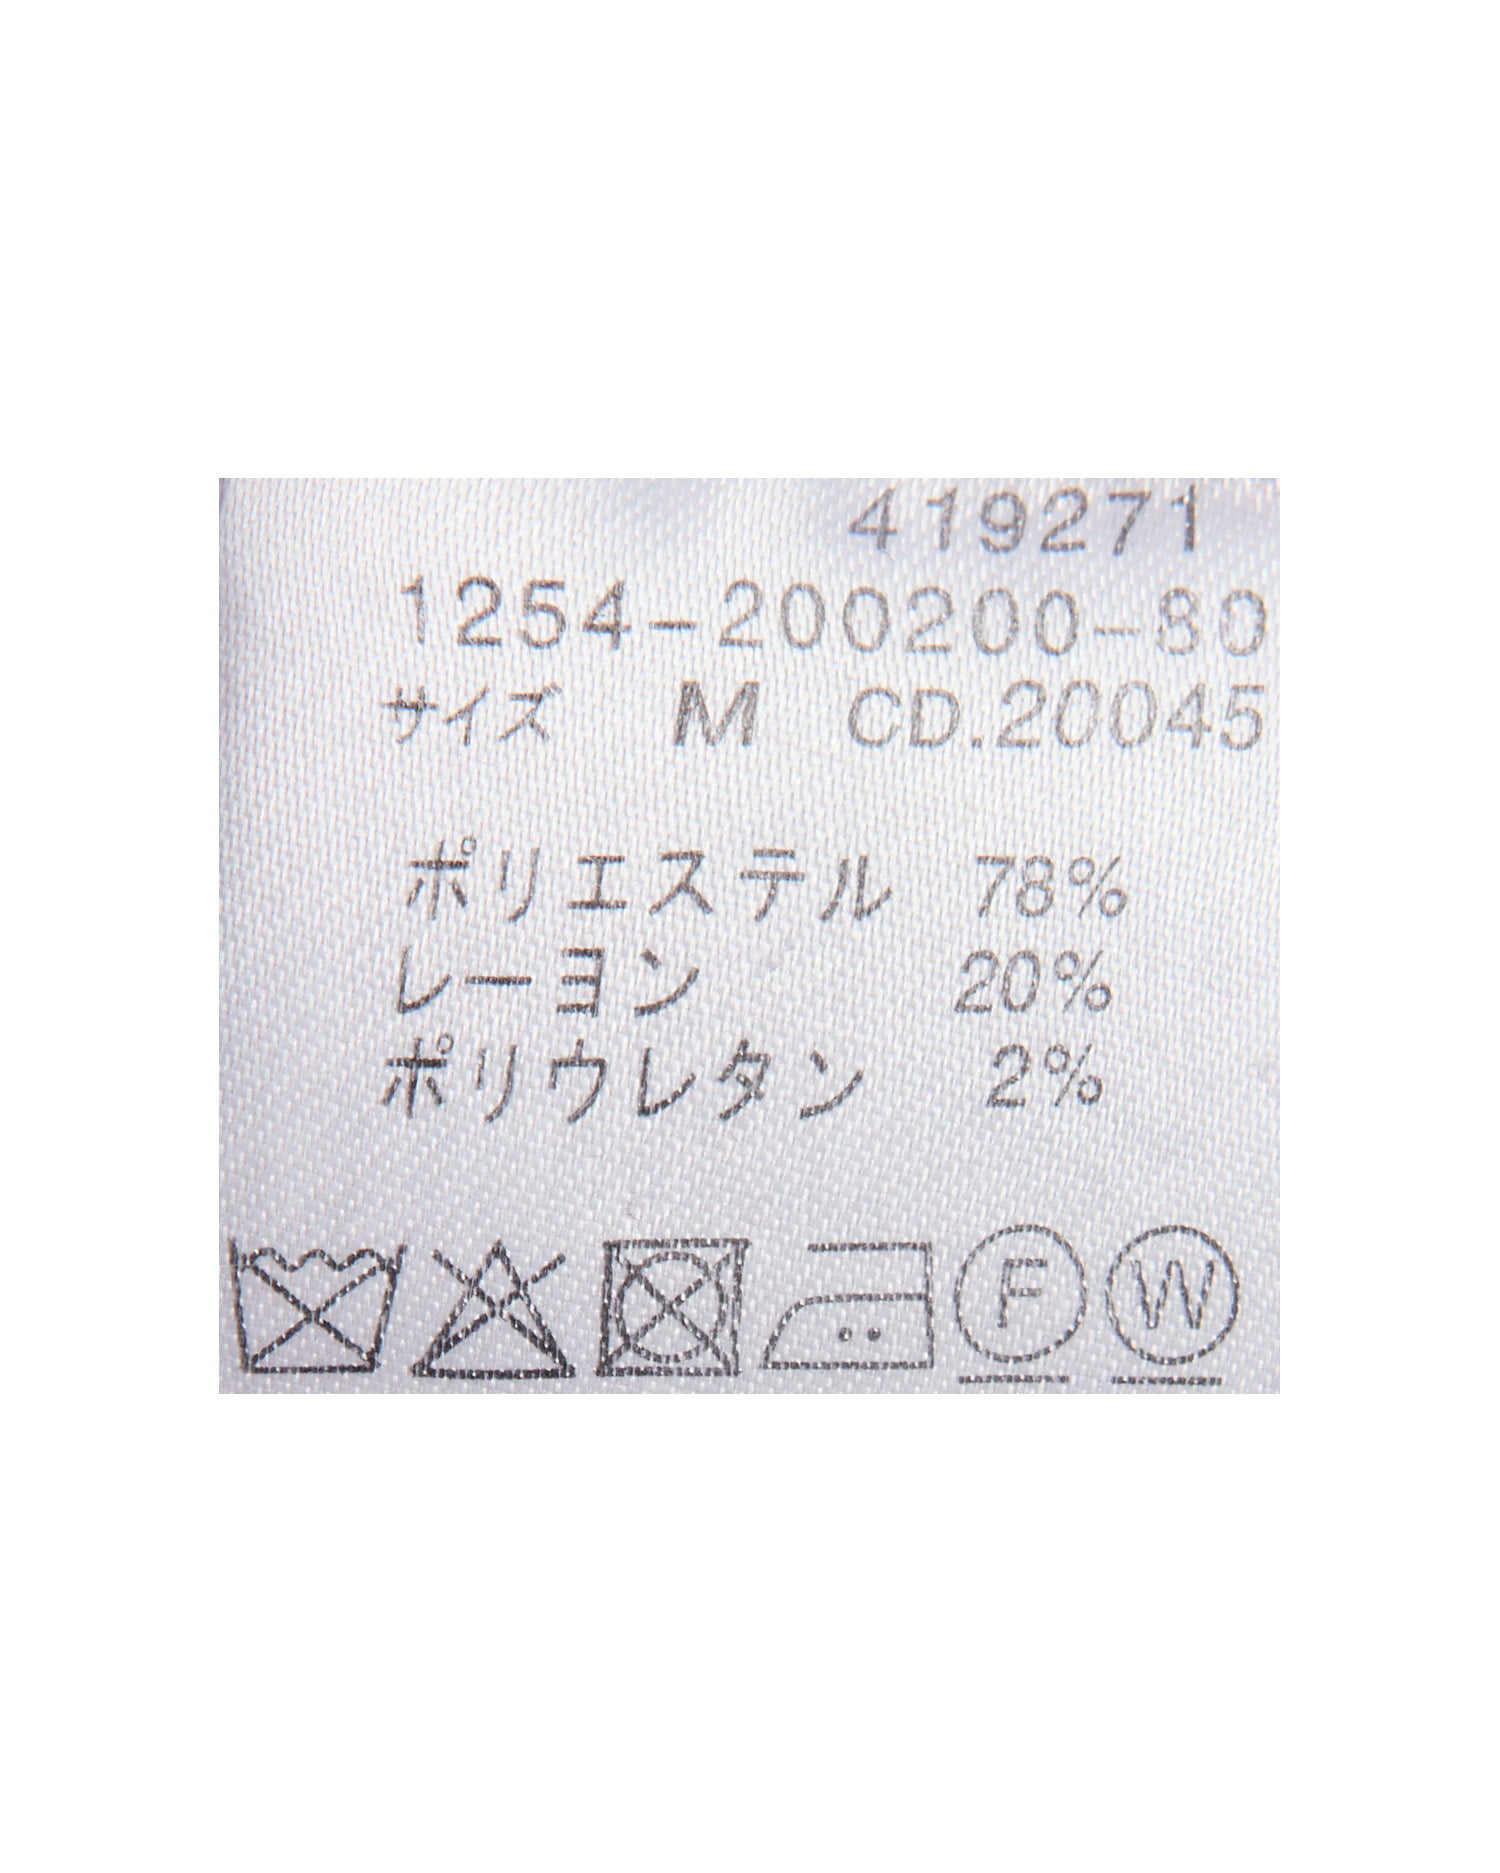 419271
1254-200200-80
サイズ M CD.20045
ポリエステル 78%
レーヨン 20%
ポリウレタン 2%
F W